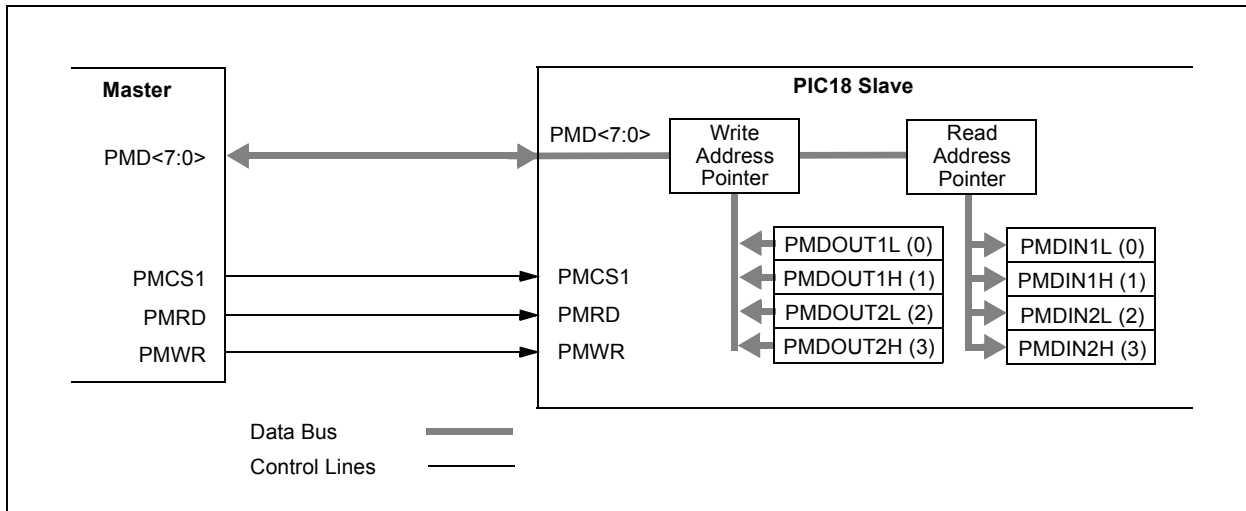 Master
PIC18 Slave
PMD<7:0>
PMD<7:0>
Write
Address
Pointer
Read
Address
Pointer
PMDOUT1L (0)
PMDOUT1H (1)
PMDOUT2L (2)
PMDOUT2H (3)
PMDIN1L (0)
PMDIN1H (1)
PMDIN2L (2)
PMDIN2H (3)
PMCS1
PMCS1
PMRD
PMRD
PMWR
PMWR
Data Bus
Control Lines